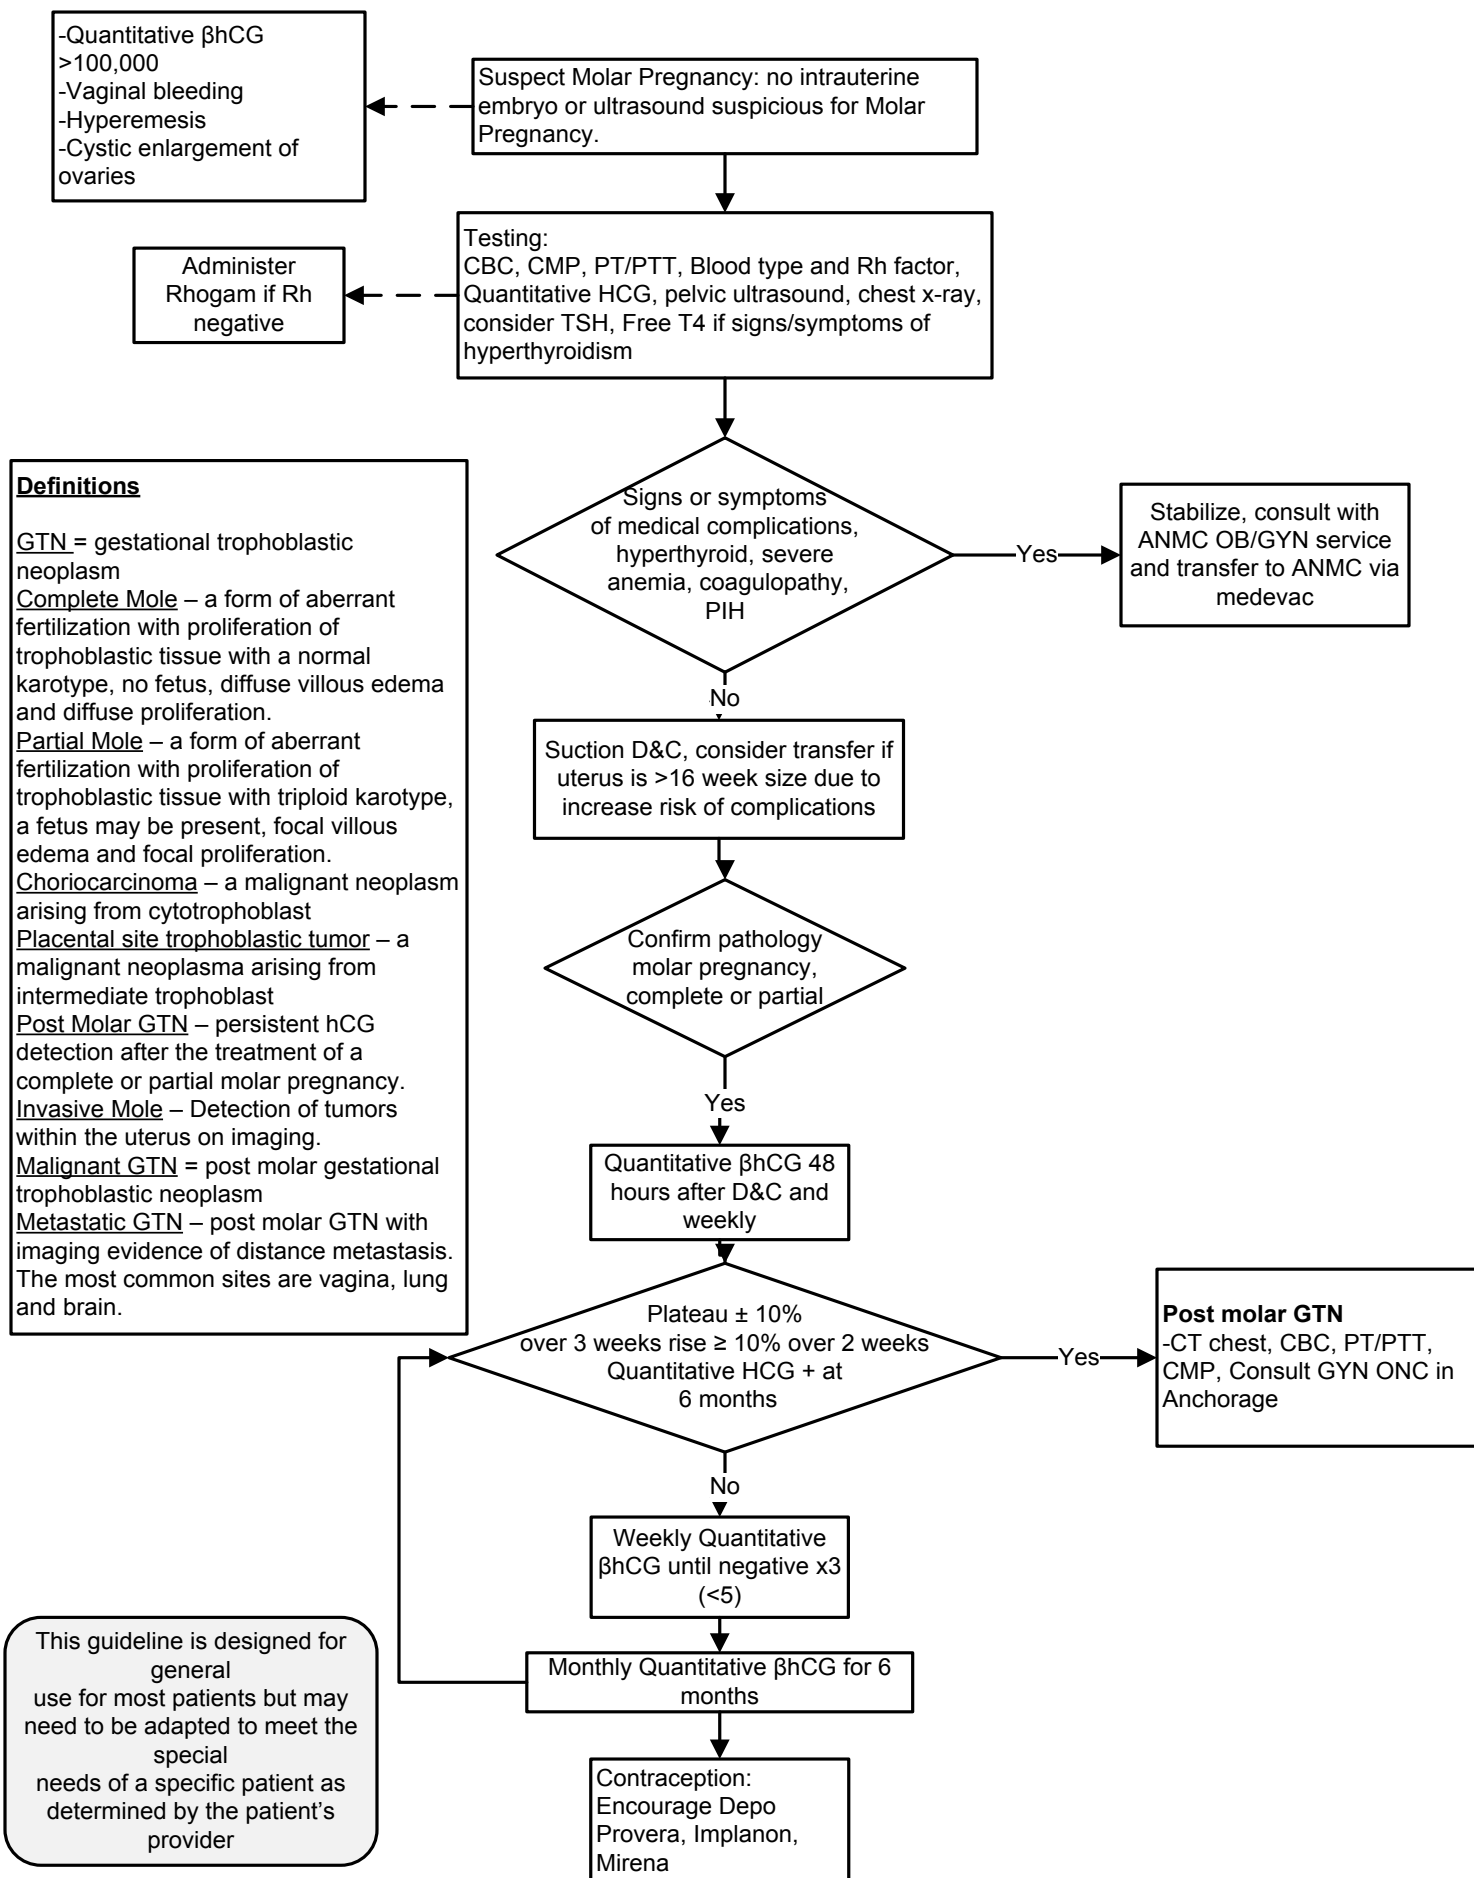 -Quantitative βhCG
>100,000
-Vaginal bleeding
-Hyperemesis
-Cystic enlargement of
ovaries
Suspect Molar Pregnancy: no intrauterine
embryo or ultrasound suspicious for Molar
Pregnancy.
Administer
Rhogam if Rh
negative
Testing:
CBC, CMP, PT/PTT, Blood type and Rh factor,
Quantitative HCG, pelvic ultrasound, chest x-ray,
consider TSH, Free T4 if signs/symptoms of
hyperthyroidism
Signs or symptoms
of medical complications,
hyperthyroid, severe
anemia, coagulopathy,
PIH
Yes
Stabilize, consult with
ANMC OB/GYN service
and transfer to ANMC via
medevac
Definitions
GTN = gestational trophoblastic
neoplasm
Complete Mole – a form of aberrant
fertilization with proliferation of
trophoblastic tissue with a normal
karotype, no fetus, diffuse villous edema
and diffuse proliferation.
Partial Mole – a form of aberrant
fertilization with proliferation of
trophoblastic tissue with triploid karotype,
a fetus may be present, focal villous
edema and focal proliferation.
Choriocarcinoma – a malignant neoplasm
arising from cytotrophoblast
Placental site trophoblastic tumor – a
malignant neoplasma arising from
intermediate trophoblast
Post Molar GTN – persistent hCG
detection after the treatment of a
complete or partial molar pregnancy.
Invasive Mole – Detection of tumors
within the uterus on imaging.
Malignant GTN = post molar gestational
trophoblastic neoplasm
Metastatic GTN – post molar GTN with
imaging evidence of distance metastasis.
The most common sites are vagina, lung
and brain.
No
Suction D&C, consider transfer if
uterus is >16 week size due to
increase risk of complications
Confirm pathology
molar pregnancy,
complete or partial
Yes
Quantitative βhCG 48
hours after D&C and
weekly
Plateau ± 10%
over 3 weeks rise ≥ 10% over 2 weeks
Quantitative HCG + at
6 months
Yes
Post molar GTN
-CT chest, CBC, PT/PTT,
CMP, Consult GYN ONC in
Anchorage
No
Weekly Quantitative
βhCG until negative x3
(<5)
Monthly Quantitative βhCG for 6
months
Contraception:
Encourage Depo
Provera, Implanon,
Mirena
This guideline is designed for
general
use for most patients but may
need to be adapted to meet the
special
needs of a specific patient as
determined by the patient's
provider